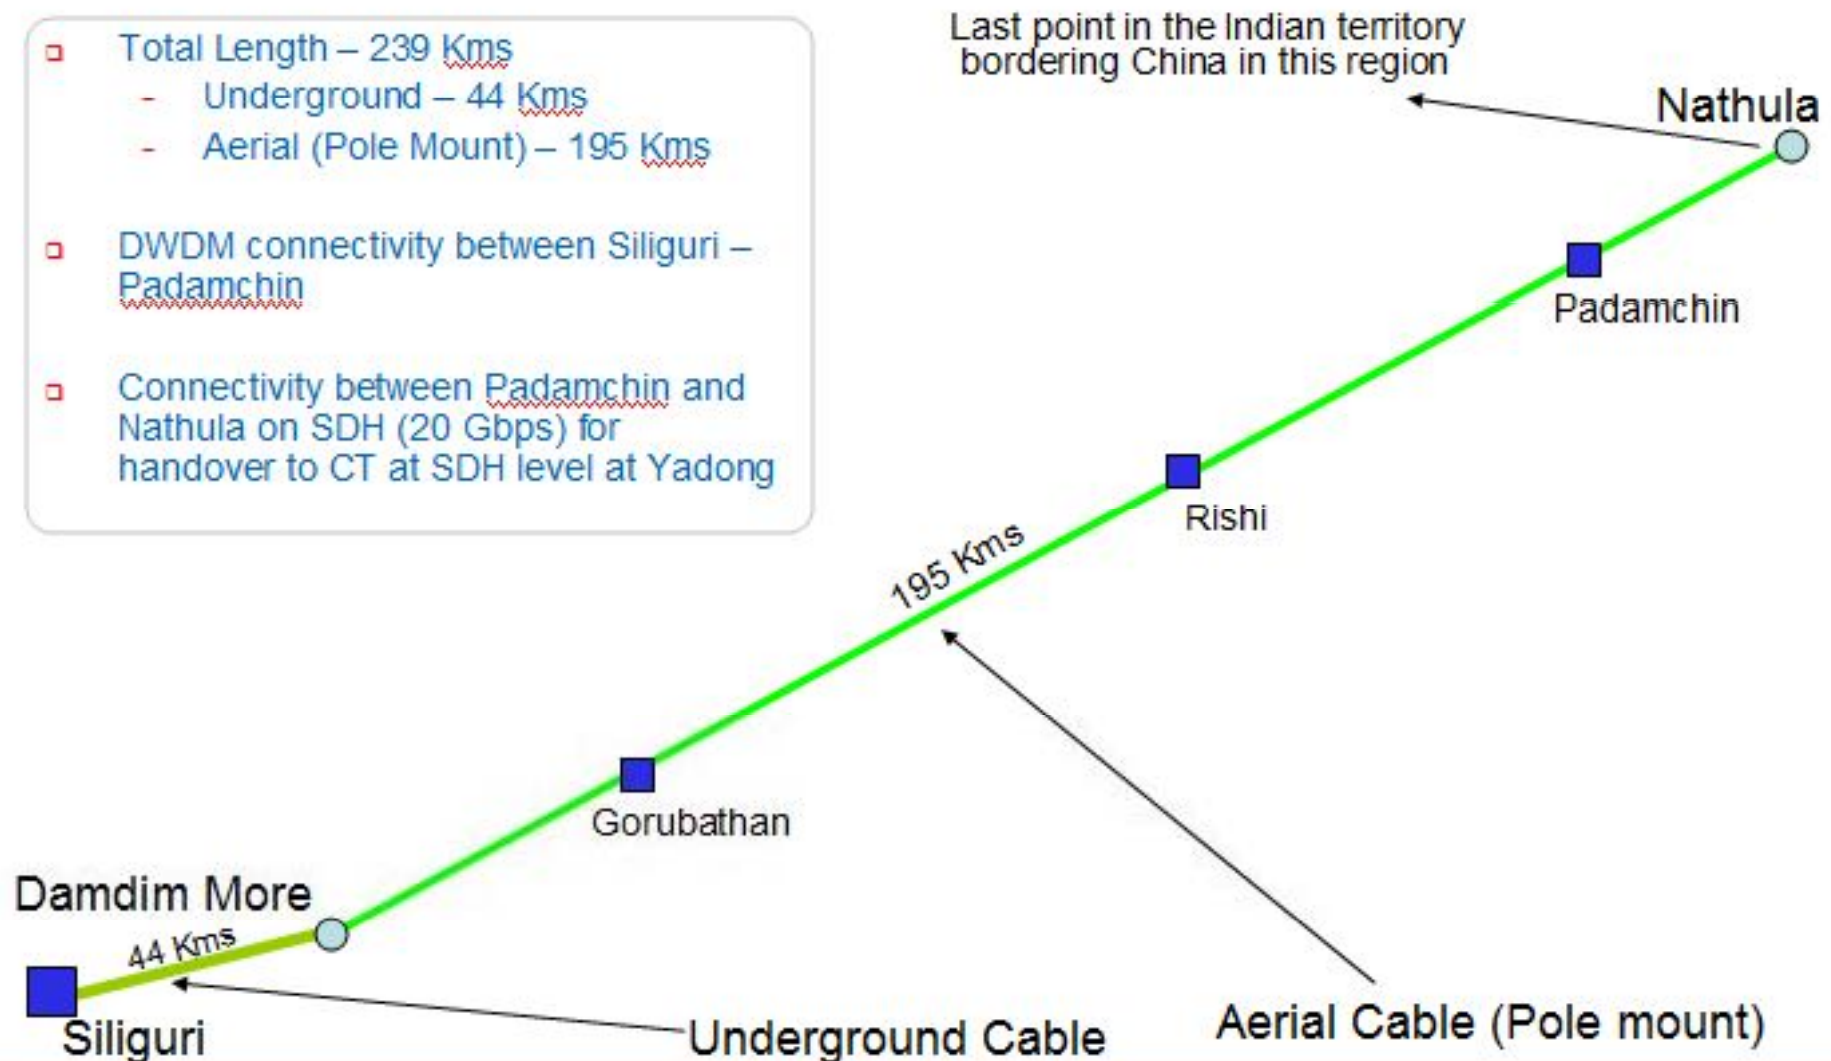 Total Length – 239 Kms
- Underground – 44 Kms
- Aerial (Pole Mount) – 195 Kms
DWDM connectivity between Siliguri –
Padamchin
Connectivity between Padamchin and
Nathula on SDH (20 Gbps) for
handover to CT at SDH level at Yadong
Last point in the Indian territory
bordering China in this region
Nathula
Padamchin
Rishi
195 Kms
Gorubathan
Damdim More
44 Kms
Siliguri
Underground Cable
Aerial Cable (Pole mount)